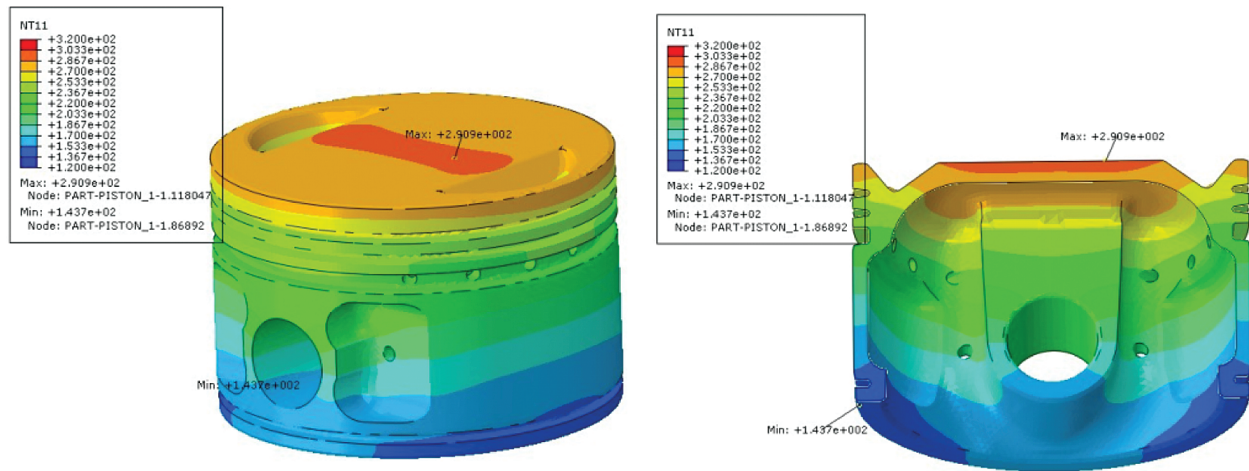 NT11
+3.200e+02
+3.033e+02
+2.867e+02
+2.700e+02
+2.533e+02
+2.367e+02
+2.200e+02
+2.033e+02
+1.867e+02
+1.700e+02
+1.533e+02
+1.367e+02
+1.200e+02
Max: +2.909e+02
Node: PART-PISTON_1-1.118047
Min: +1.437e+02
Node: PART-PISTON_1-1.86892
Max: +2.909e+002
Min: +1.437e+002
NT11
+3.200e+02
+3.033e+02
+2.867e+02
+2.700e+02
+2.533e+02
+2.367e+02
+2.200e+02
+2.033e+02
+1.867e+02
+1.700e+02
+1.533e+02
+1.367e+02
+1.200e+02
Max: +2.909e+02
Node: PART-PISTON_1-1.118047
Min: +1.437e+02
Node: PART-PISTON_1-1.86892
Max: +2.909e+002
Min: +1.437e+002